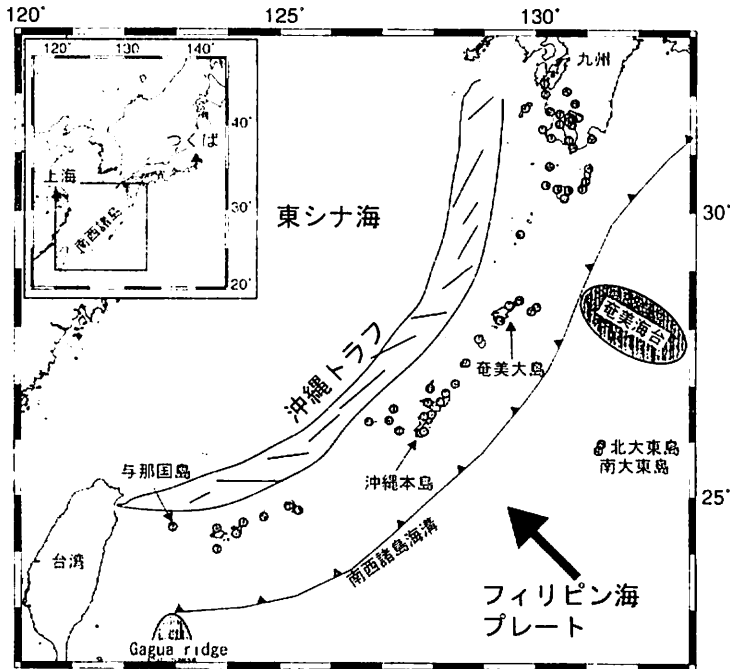 120°
125°
130°
120° 130° 140°
40°
30°
20°
つくば
上海
南西諸島
九州
東シナ海
30°
奄美海台
沖縄トラフ
奄美大島
北大東島
南大東島
与那国島
沖縄本島
25°
台湾
南西諸島海溝
フィリピン海
プレート
Gagua ridge